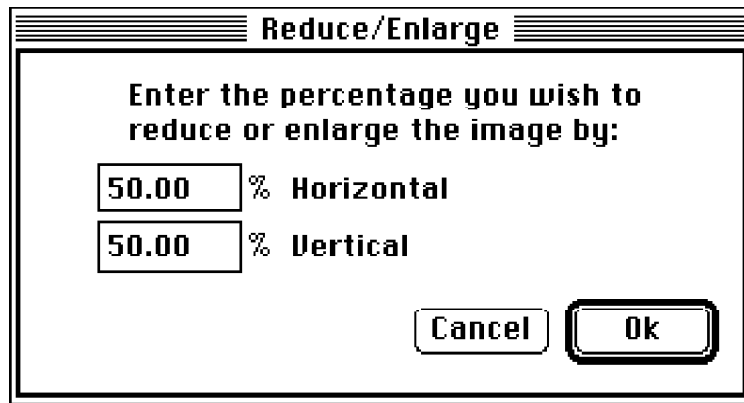 Reduce/Enlarge
Enter the percentage you wish to
reduce or enlarge the image by:
50.00 % Horizontal
50.00 % Vertical
Cancel Ok